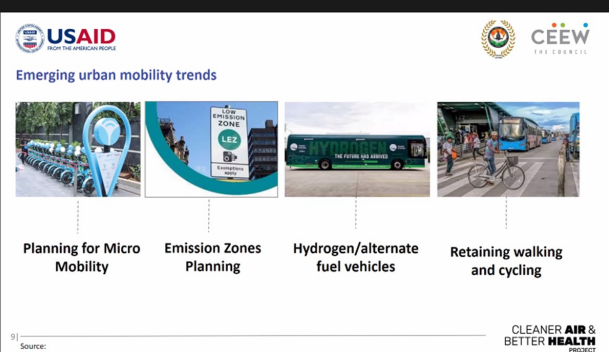 USAID
FROM THE AMERICAN PEOPLE
CEEW
THE COUNCIL
Emerging urban mobility trends
LOW
EMISSION
ZONE
LEZ
Exemptions
apply
HYDROGEN
THE FUTURE HAS ARRIVED
Planning for Micro
Mobility
Emission Zones
Planning
Hydrogen/alternate
fuel vehicles
Retaining walking
and cycling
9|
Source:
CLEANER AIR &
BETTER HEALTH
PROJECT